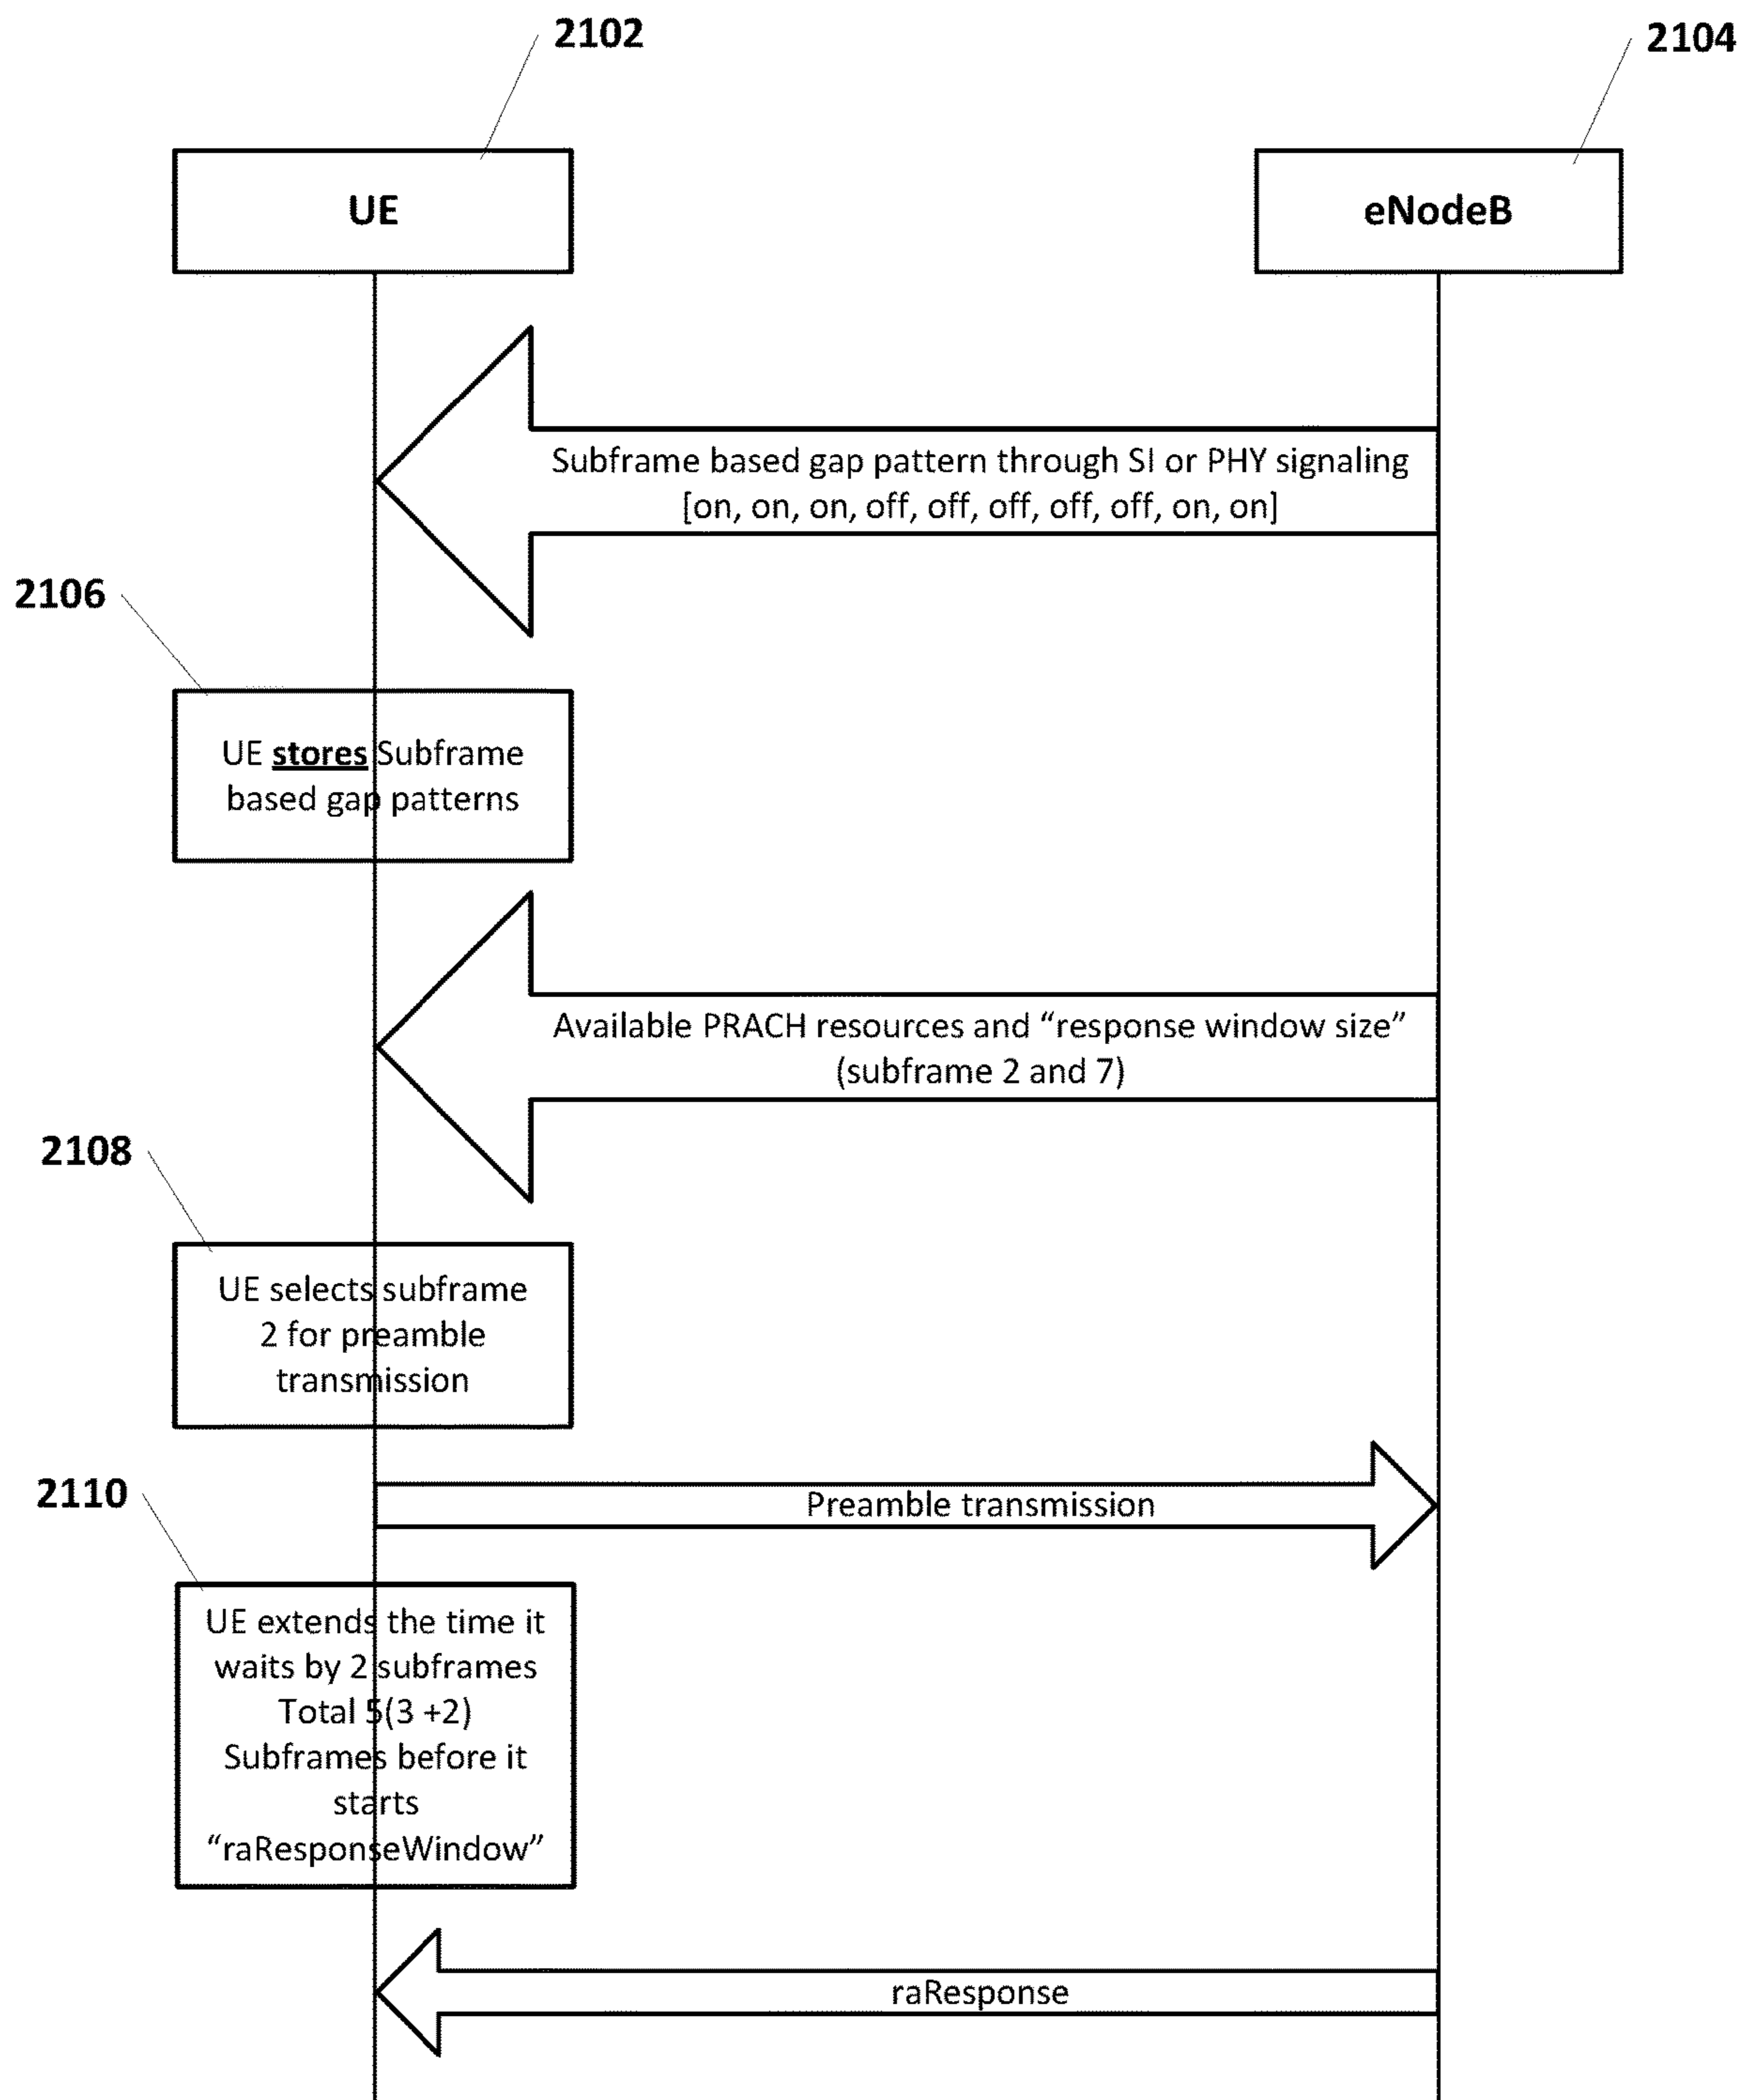 2102
2104
UE
eNodeB
Subframe based gap pattern through SI or PHY signaling
[on, on, on, off, off, off, off, off, on, on]
2106
UE stores Subframe
based gap patterns
Available PRACH resources and “response window size”
(subframe 2 and 7)
2108
UE selects subframe
2 for preamble
transmission
Preamble transmission
2110
UE extends the time it
waits by 2 subframes
Total 5(3 +2)
Subframes before it
starts
“raResponseWindow”
raResponse